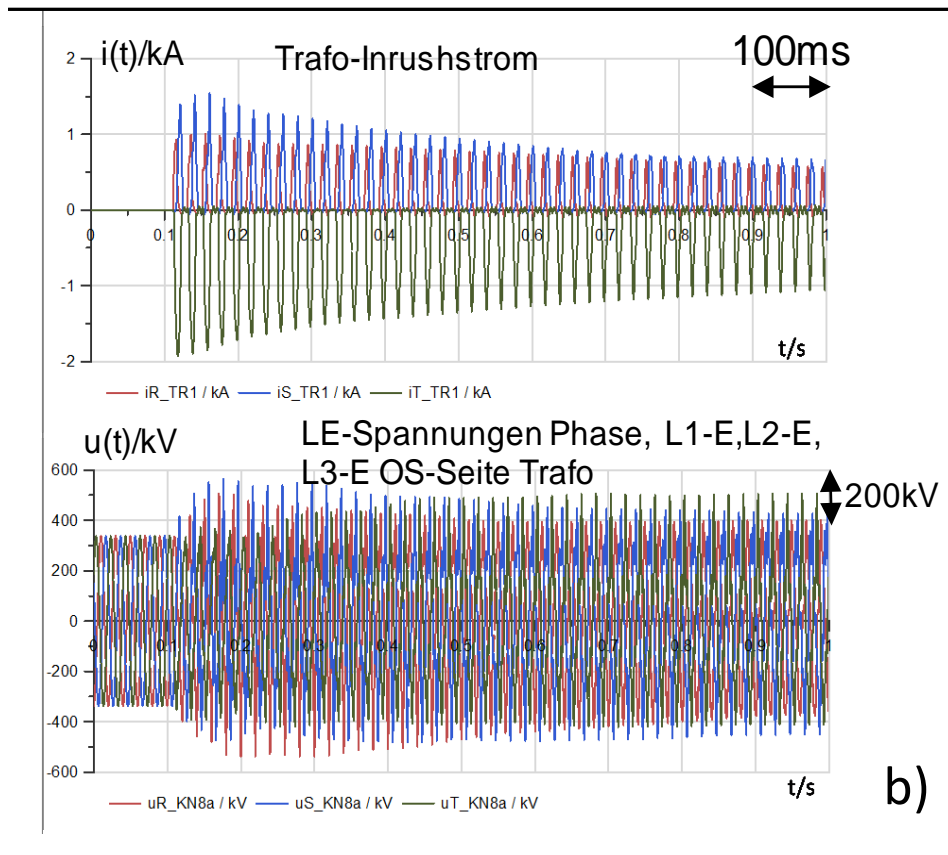 i(t)/kA
Trafo-Inrushstrom
100ms
2
1
0
-1
-2
0
0.1
0.2
0.3
0.4
0.5
0.6
0.7
0.8
0.9
1
t/s
iR_TR1 / kA
iS_TR1 / kA
iT_TR1 / kA
u(t)/kV
LE-Spannungen Phase, L1-E,L2-E,
L3-E OS-Seite Trafo
200kV
600
400
200
0
-200
-400
-600
0
0.1
0.2
0.3
0.4
0.5
0.6
0.7
0.8
0.9
1
t/s
uR_KN8a / kV
uS_KN8a / kV
uT_KN8a / kV
b)